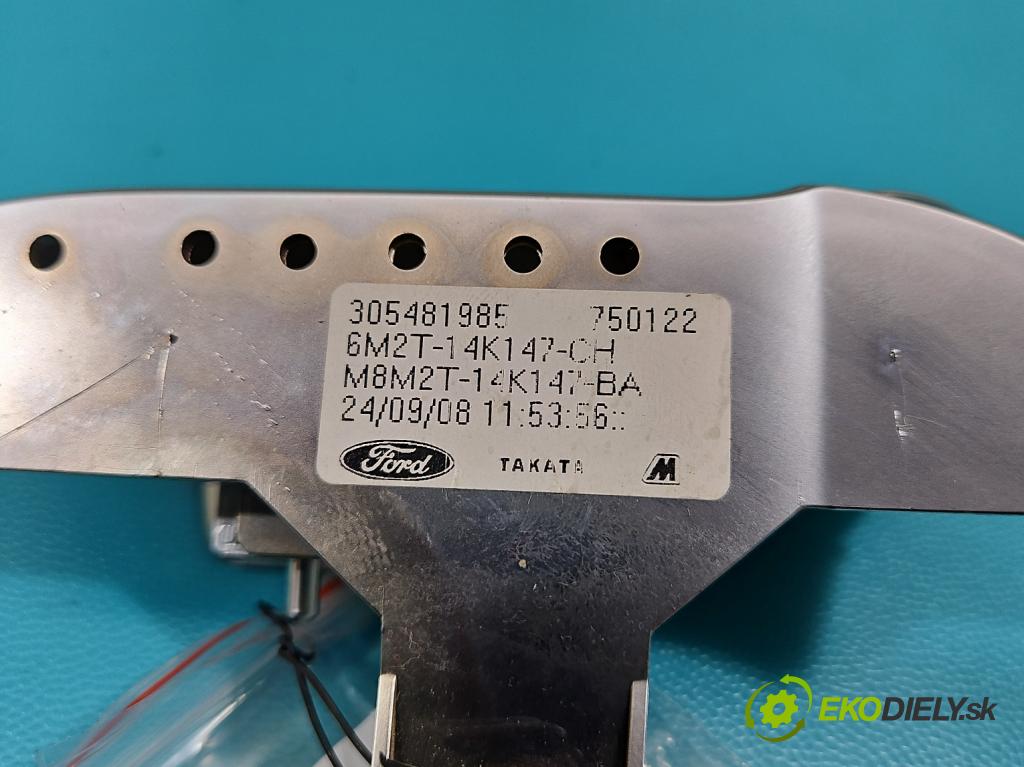 305481985 750122
6M2T-14K147-CH
M8M2T-14K147-BA
24/09/08 11:53:56::
Ford TAKATA M
EKODIELY.sk